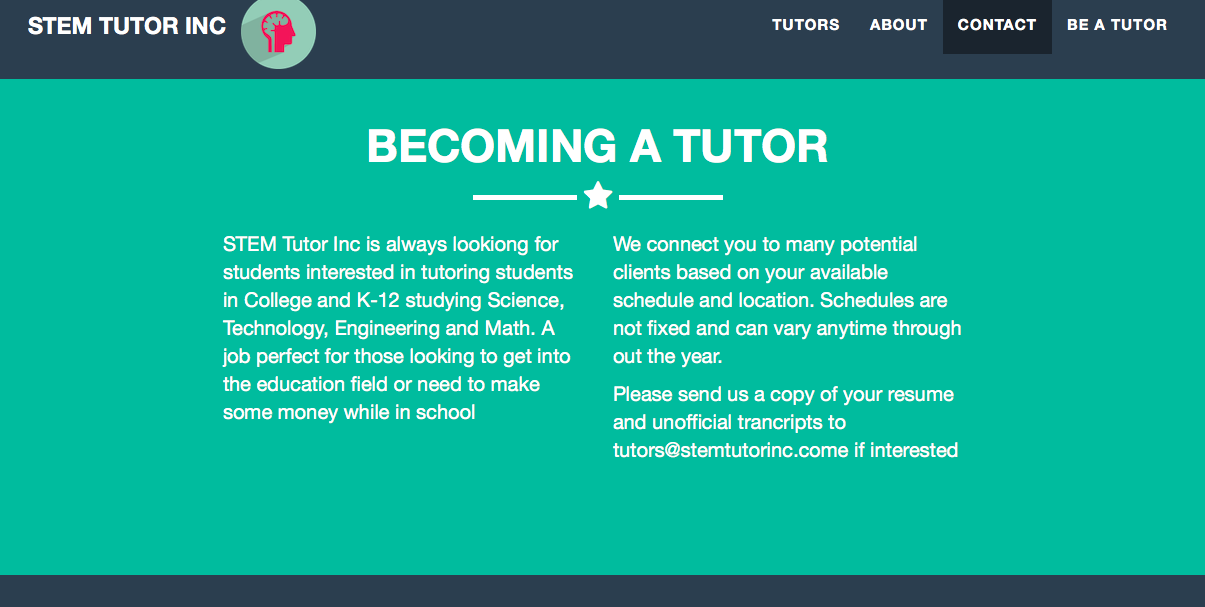 STEM TUTOR INC
TUTORS ABOUT CONTACT BE A TUTOR
BECOMING A TUTOR
STEM Tutor Inc is always lookiong for
students interested in tutoring students
in College and K-12 studying Science,
Technology, Engineering and Math. A
job perfect for those looking to get into
the education field or need to make
some money while in school
We connect you to many potential
clients based on your available
schedule and location. Schedules are
not fixed and can vary anytime through
out the year.
Please send us a copy of your resume
and unofficial trancripts to
tutors@stemtutorinc.come if interested